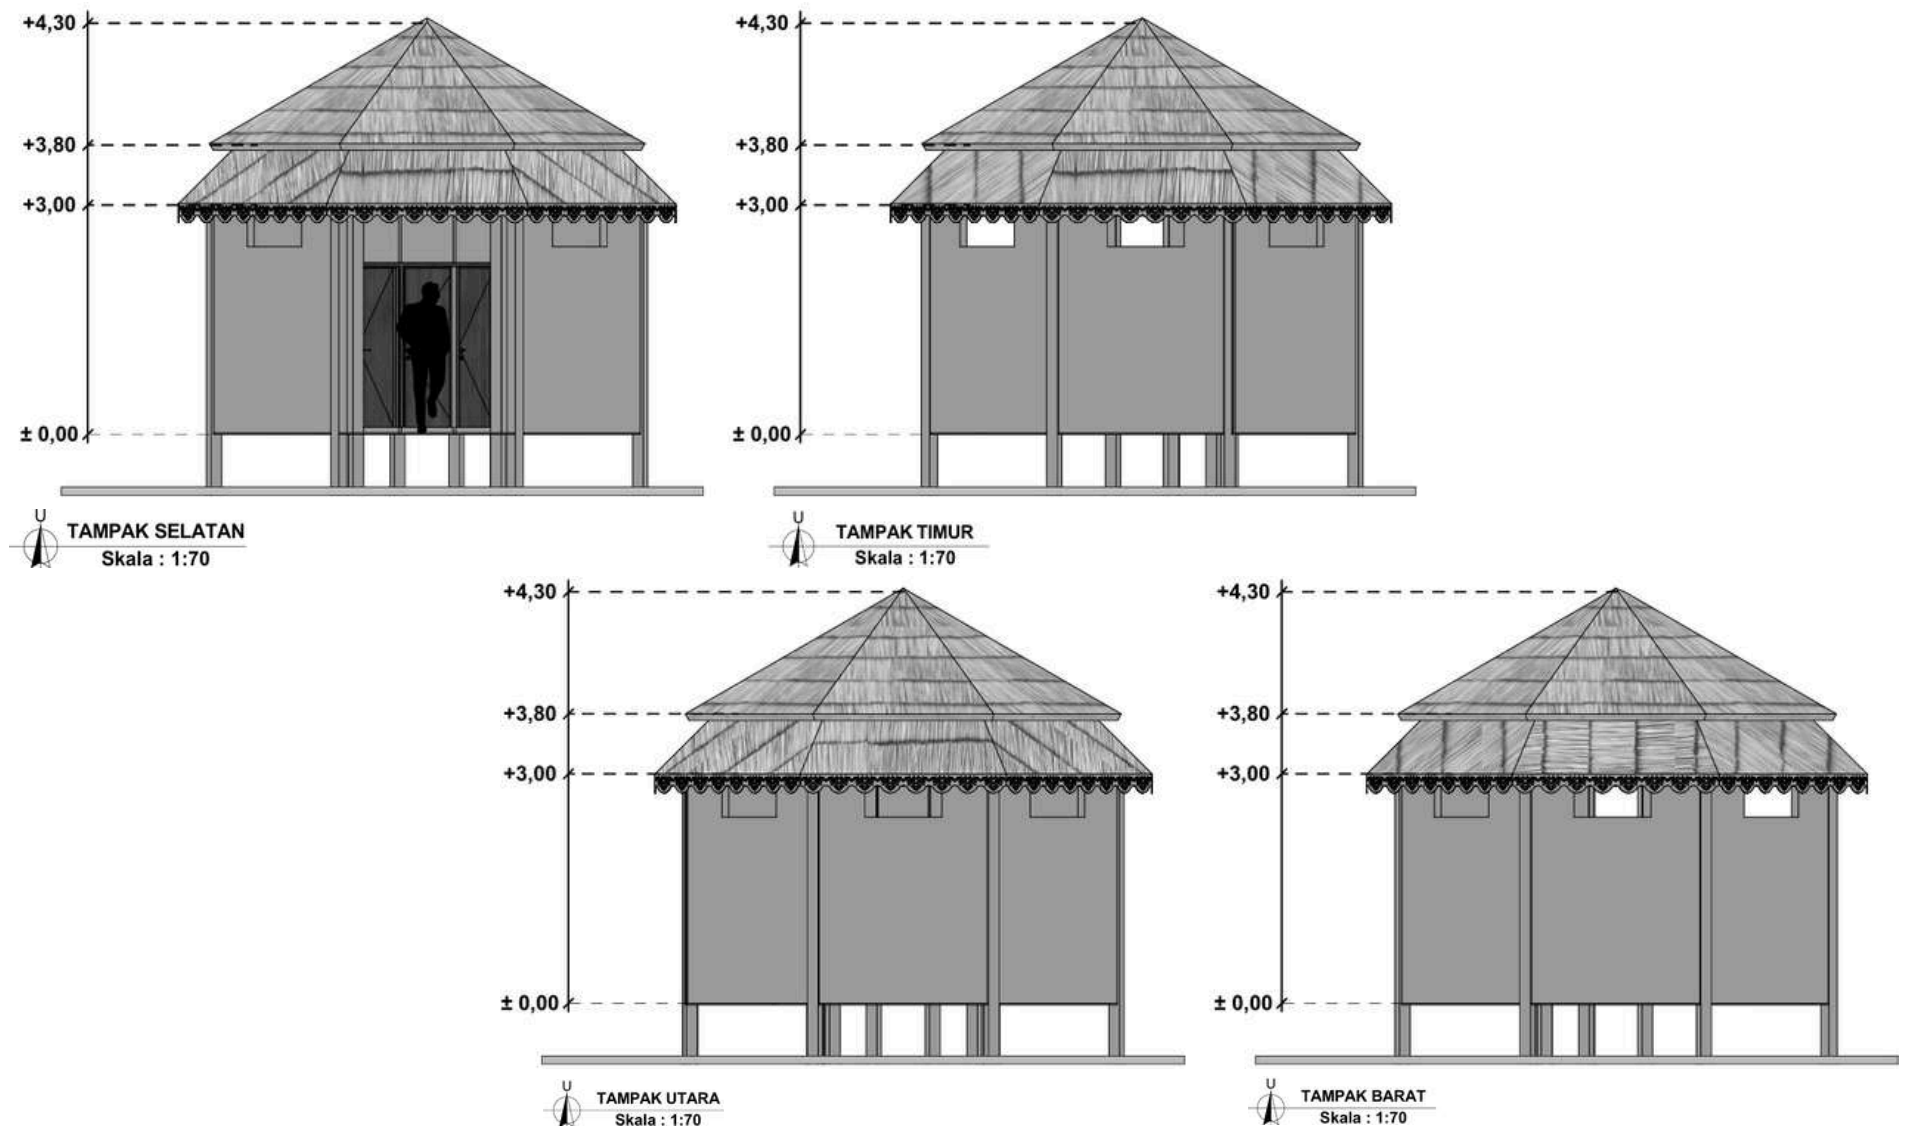 +4,30
+3,80
+3,00
± 0,00
U
TAMPAK SELATAN
Skala : 1:70
+4,30
+3,80
+3,00
± 0,00
U
TAMPAK TIMUR
Skala : 1:70
+4,30
+3,80
+3,00
± 0,00
U
TAMPAK UTARA
Skala : 1:70
+4,30
+3,80
+3,00
± 0,00
U
TAMPAK BARAT
Skala : 1:70